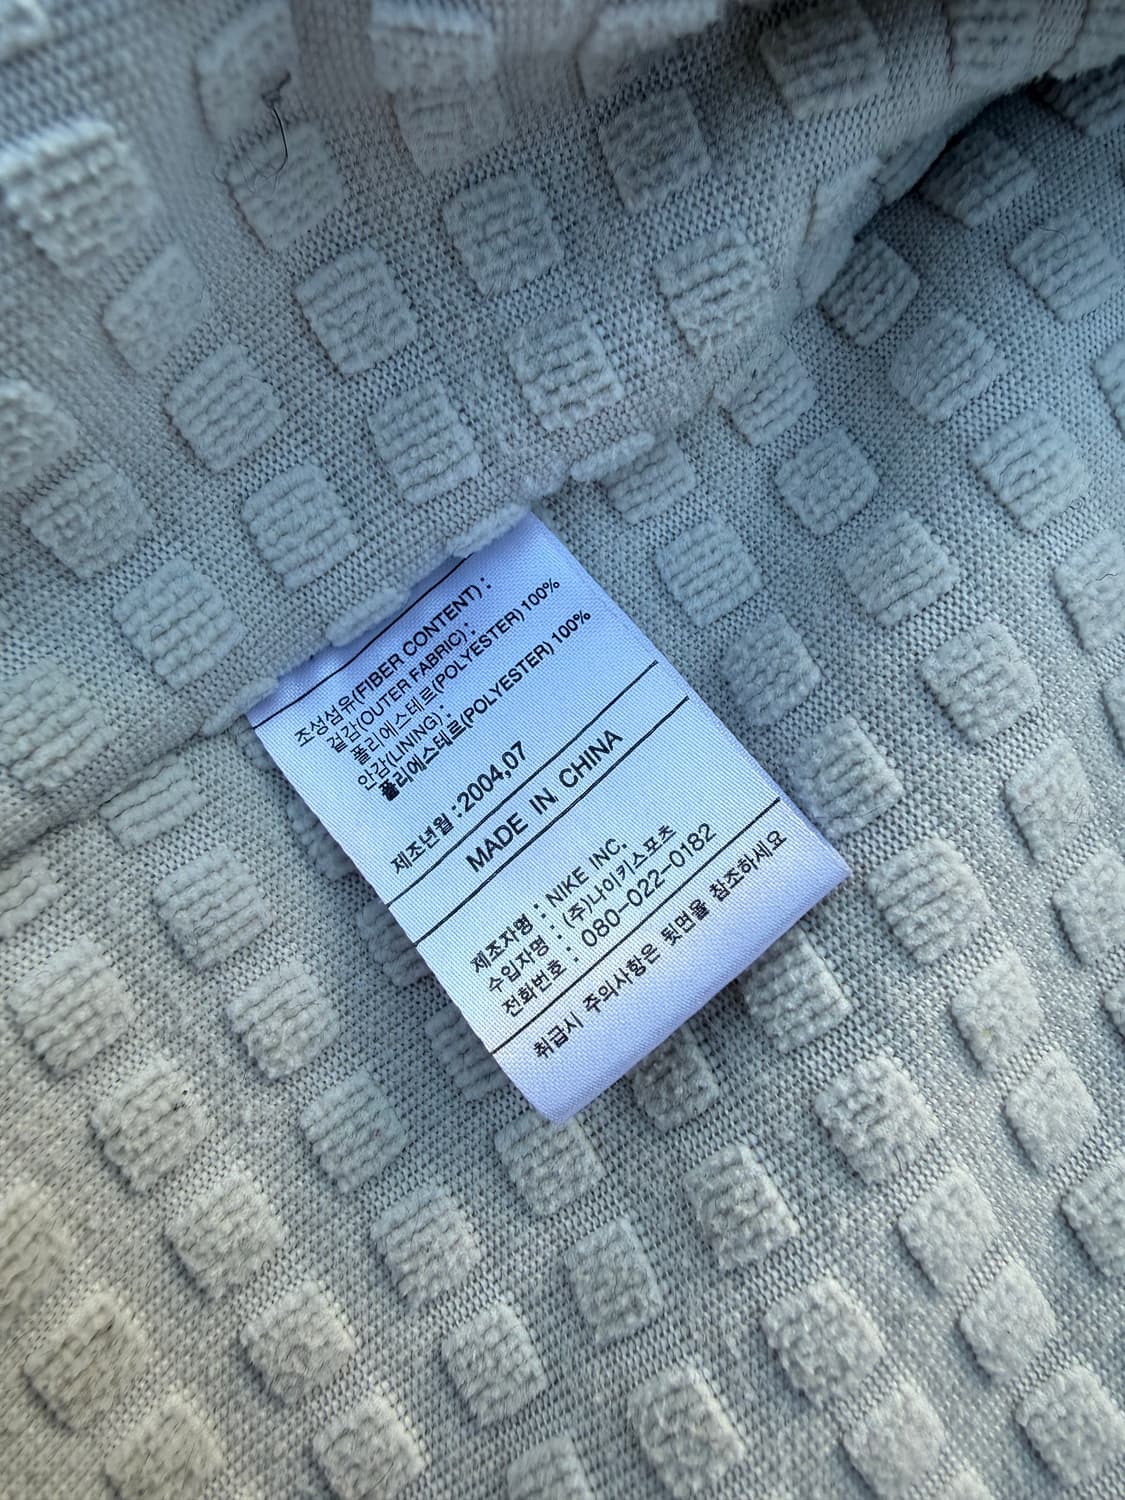 조성섬유(FIBER CONTENT) :
겉감(OUTER FABRIC) :
폴리에스테르(POLYESTER) 100%
안감(LINING) :
폴리에스테르(POLYESTER) 100%
제조년월 : 2004,07
MADE IN CHINA
제조자명 : NIKE INC.
수입자명 : (주)나이키스포츠
전화번호 : 080-022-0182
취급시 주의사항은 뒷면을 참조하세요